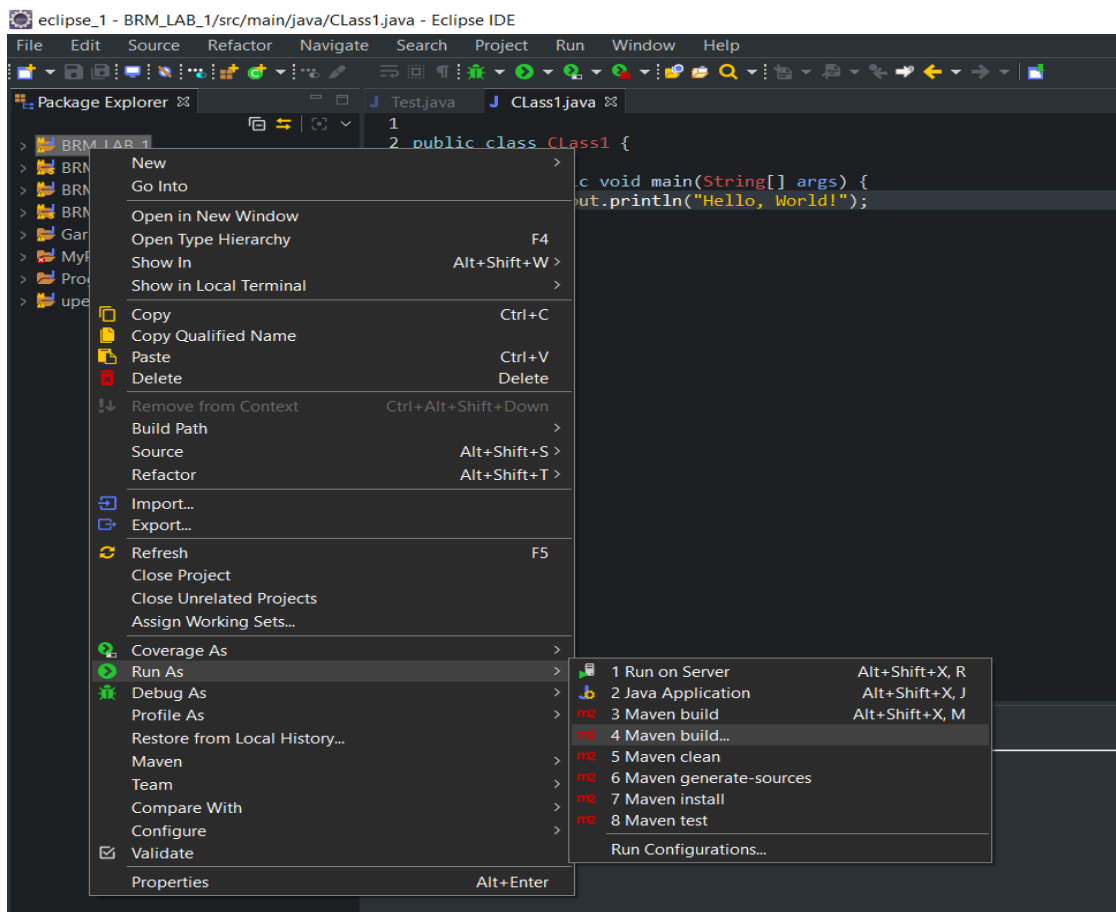 eclipse_1 - BRM_LAB_1/src/main/java/CLass1.java - Eclipse IDE
File Edit Source Refactor Navigate Search Project Run Window Help
Package Explorer
Test.java CLass1.java
1
2 public class CLass1 {
c void main(String[] args) {
out.println("Hello, World!");
BRM_LAB_1
BRM
BRM
BRM
Gar
MyP
Prog
upe
New
Go Into
Open in New Window
Open Type Hierarchy F4
Show In Alt+Shift+W >
Show in Local Terminal
Copy Ctrl+C
Copy Qualified Name
Paste Ctrl+V
Delete Delete
Remove from Context Ctrl+Alt+Shift+Down
Build Path
Source Alt+Shift+S >
Refactor Alt+Shift+T >
Import...
Export...
Refresh F5
Close Project
Close Unrelated Projects
Assign Working Sets...
Coverage As
Run As
Debug As
Profile As
Restore from Local History...
Maven
Team
Compare With
Configure
Validate
Properties Alt+Enter
1 Run on Server Alt+Shift+X, R
2 Java Application Alt+Shift+X, J
m2 3 Maven build Alt+Shift+X, M
m2 4 Maven build...
m2 5 Maven clean
m2 6 Maven generate-sources
m2 7 Maven install
m2 8 Maven test
Run Configurations...